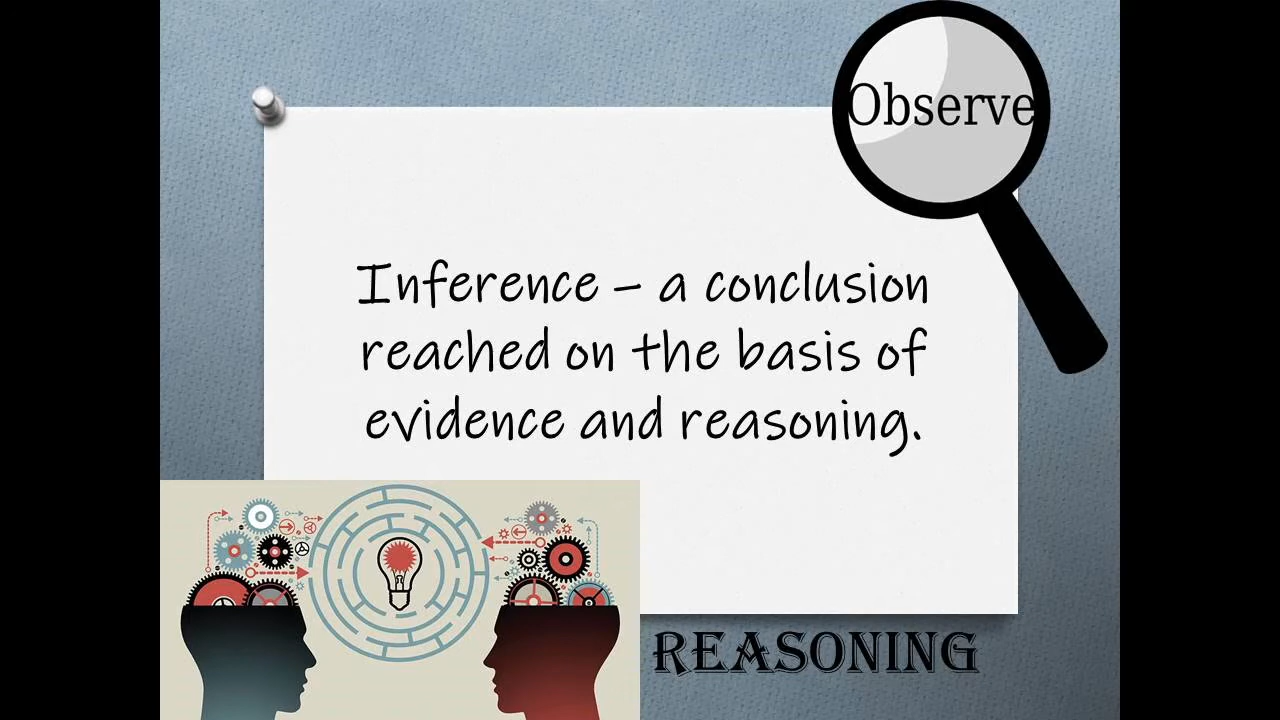 Observe
Inference – a conclusion
reached on the basis of
evidence and reasoning.
REASONING